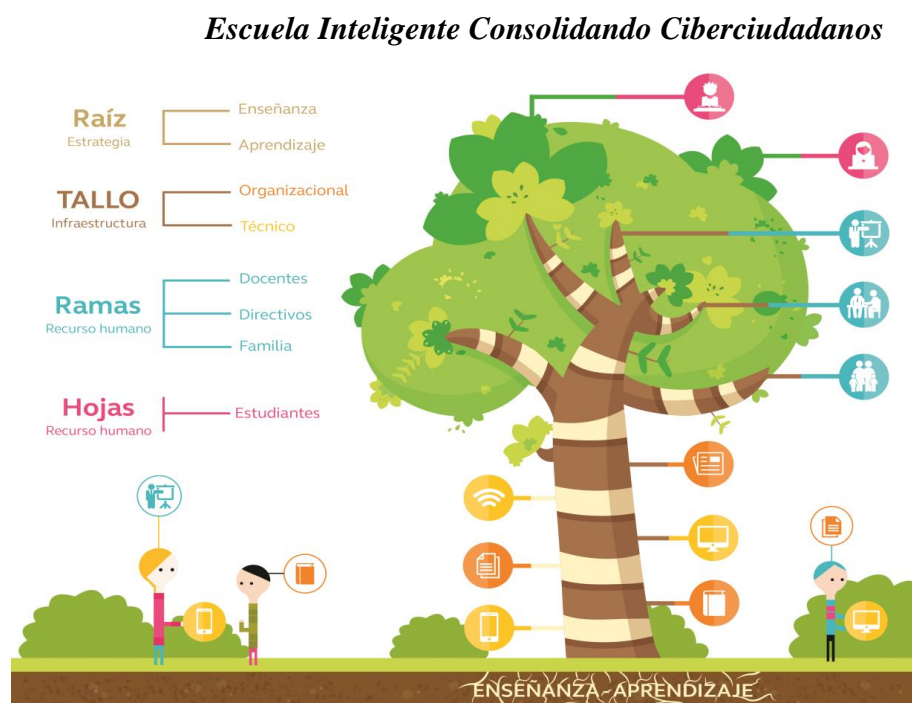 Escuela Inteligente Consolidando Ciberciudadanos
Raíz
Estrategia
Enseñanza
Aprendizaje
TALLO
Infraestructura
Organizacional
Técnico
Ramas
Recurso humano
Docentes
Directivos
Familia
Hojas
Recurso humano
Estudiantes
ENSEÑANZA-APRENDIZAJE